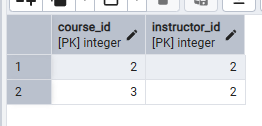 course_id instructor_id
[PK] integer [PK] integer
1 2 2
2 3 2